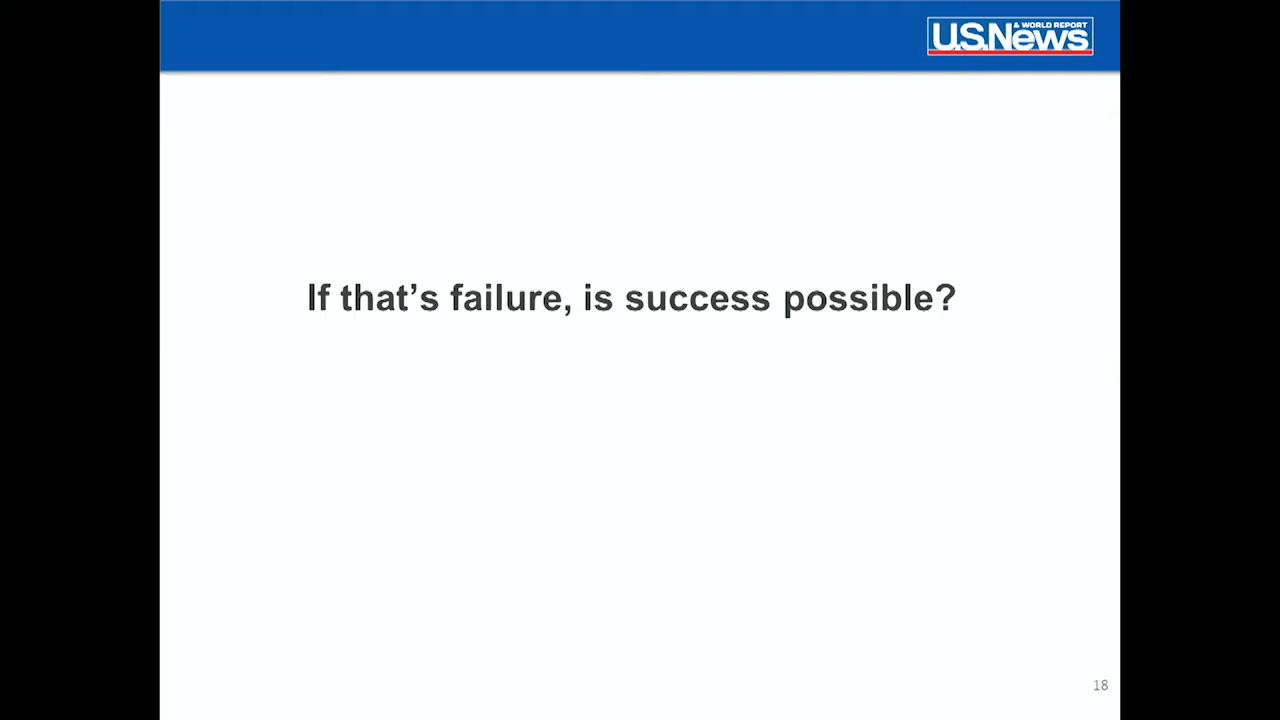 & WORLD REPORT
U.S.News
If that’s failure, is success possible?
18